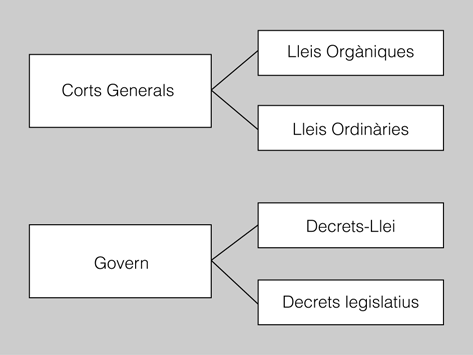 Corts Generals
Lleis Orgàniques
Lleis Ordinàries
Govern
Decrets-Llei
Decrets legislatius